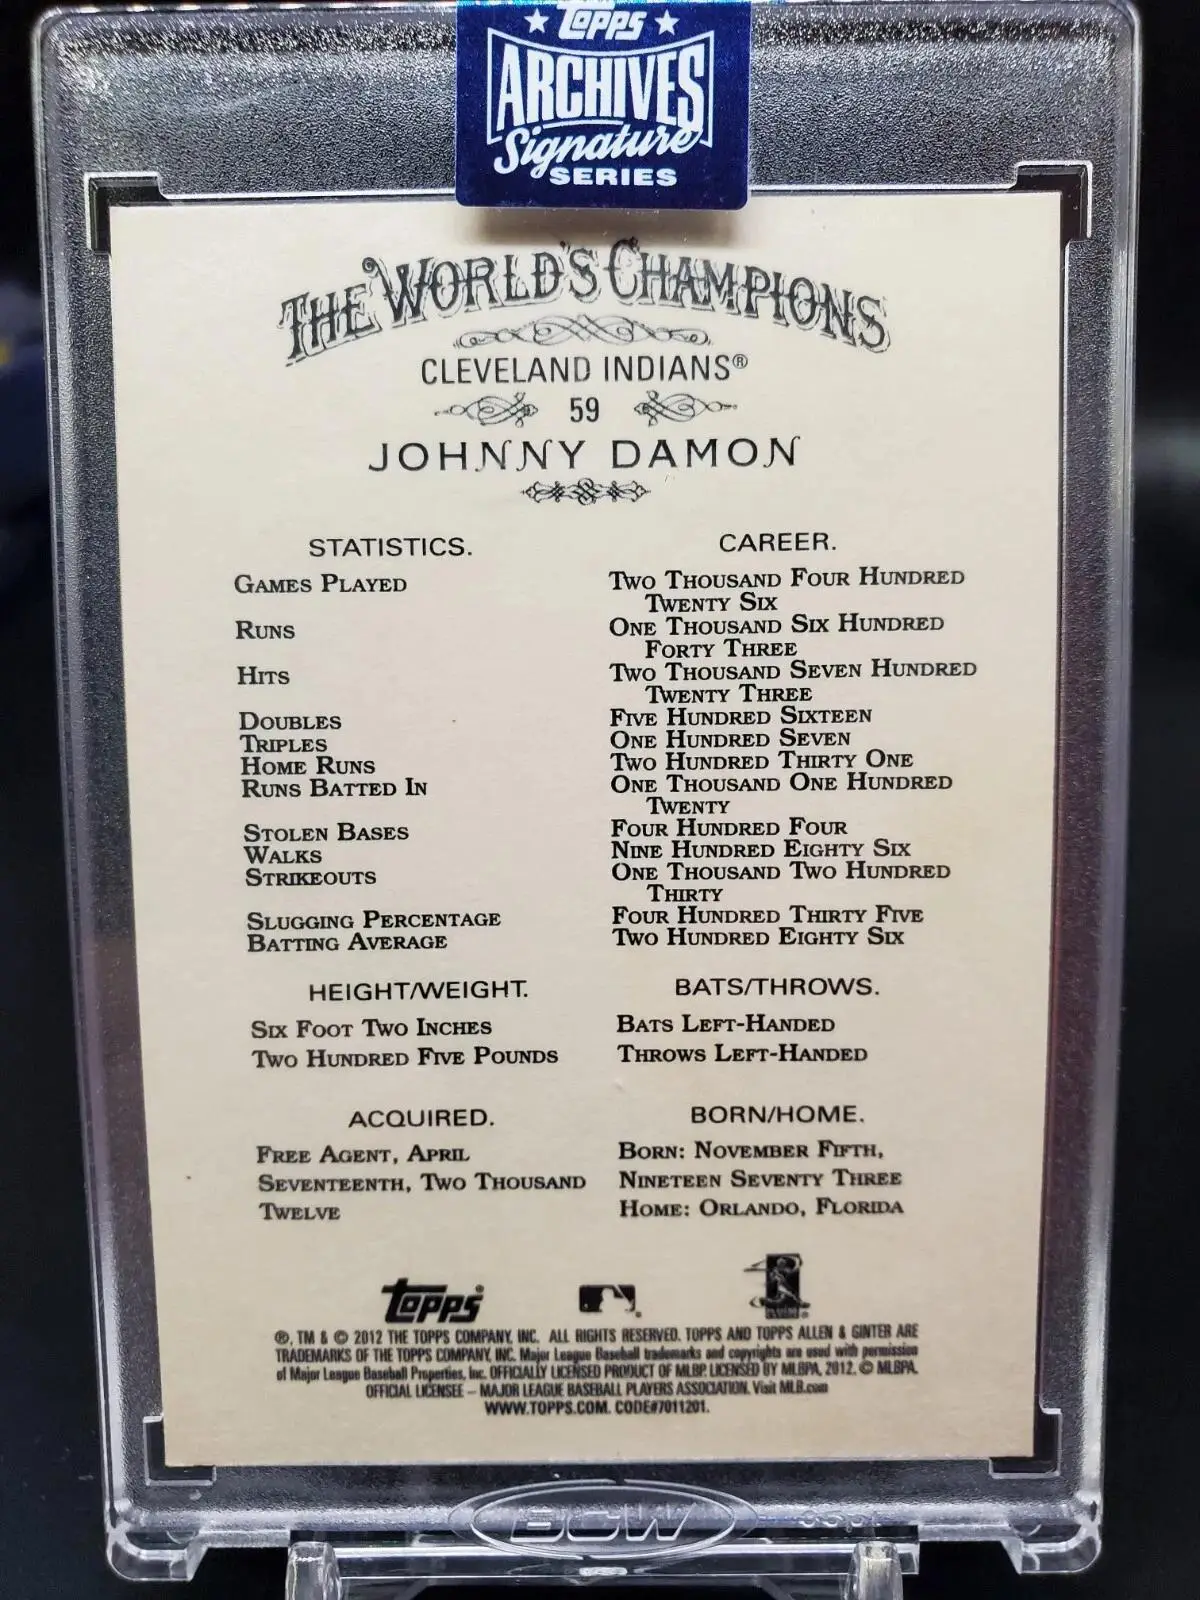 TOPPS
ARCHIVES
Signature
SERIES
THE WORLD'S CHAMPIONS
CLEVELAND INDIANS®
59
JOHNNY DAMON
STATISTICS.
CAREER.
GAMES PLAYED
TWO THOUSAND FOUR HUNDRED
TWENTY SIX
RUNS
ONE THOUSAND SIX HUNDRED
FORTY THREE
HITS
TWO THOUSAND SEVEN HUNDRED
TWENTY THREE
DOUBLES
FIVE HUNDRED SIXTEEN
TRIPLES
ONE HUNDRED SEVEN
HOME RUNS
TWO HUNDRED THIRTY ONE
RUNS BATTED IN
ONE THOUSAND ONE HUNDRED
TWENTY
STOLEN BASES
FOUR HUNDRED FOUR
WALKS
NINE HUNDRED EIGHTY SIX
STRIKEOUTS
ONE THOUSAND TWO HUNDRED
THIRTY
SLUGGING PERCENTAGE
FOUR HUNDRED THIRTY FIVE
BATTING AVERAGE
TWO HUNDRED EIGHTY SIX
HEIGHT/WEIGHT.
SIX FOOT TWO INCHES
TWO HUNDRED FIVE POUNDS
BATS/THROWS.
BATS LEFT-HANDED
THROWS LEFT-HANDED
ACQUIRED.
FREE AGENT, APRIL
SEVENTEENTH, TWO THOUSAND
TWELVE
BORN/HOME.
BORN: NOVEMBER FIFTH,
NINETEEN SEVENTY THREE
HOME: ORLANDO, FLORIDA
Topps®
®, TM & © 2012 THE TOPPS COMPANY, INC. ALL RIGHTS RESERVED. TOPPS AND TOPPS ALLEN & GINTER ARE
TRADEMARKS OF THE TOPPS COMPANY, INC. Major League Baseball trademarks and copyrights are used with permission
of Major League Baseball Properties, Inc. OFFICIALLY LICENSED PRODUCT OF MLBP. LICENSED BY MLBPA, 2012. © MLBPA.
OFFICIAL LICENSEE – MAJOR LEAGUE BASEBALL PLAYERS ASSOCIATION. Visit MLB.com
WWW.TOPPS.COM. CODE#7011201.
BCW